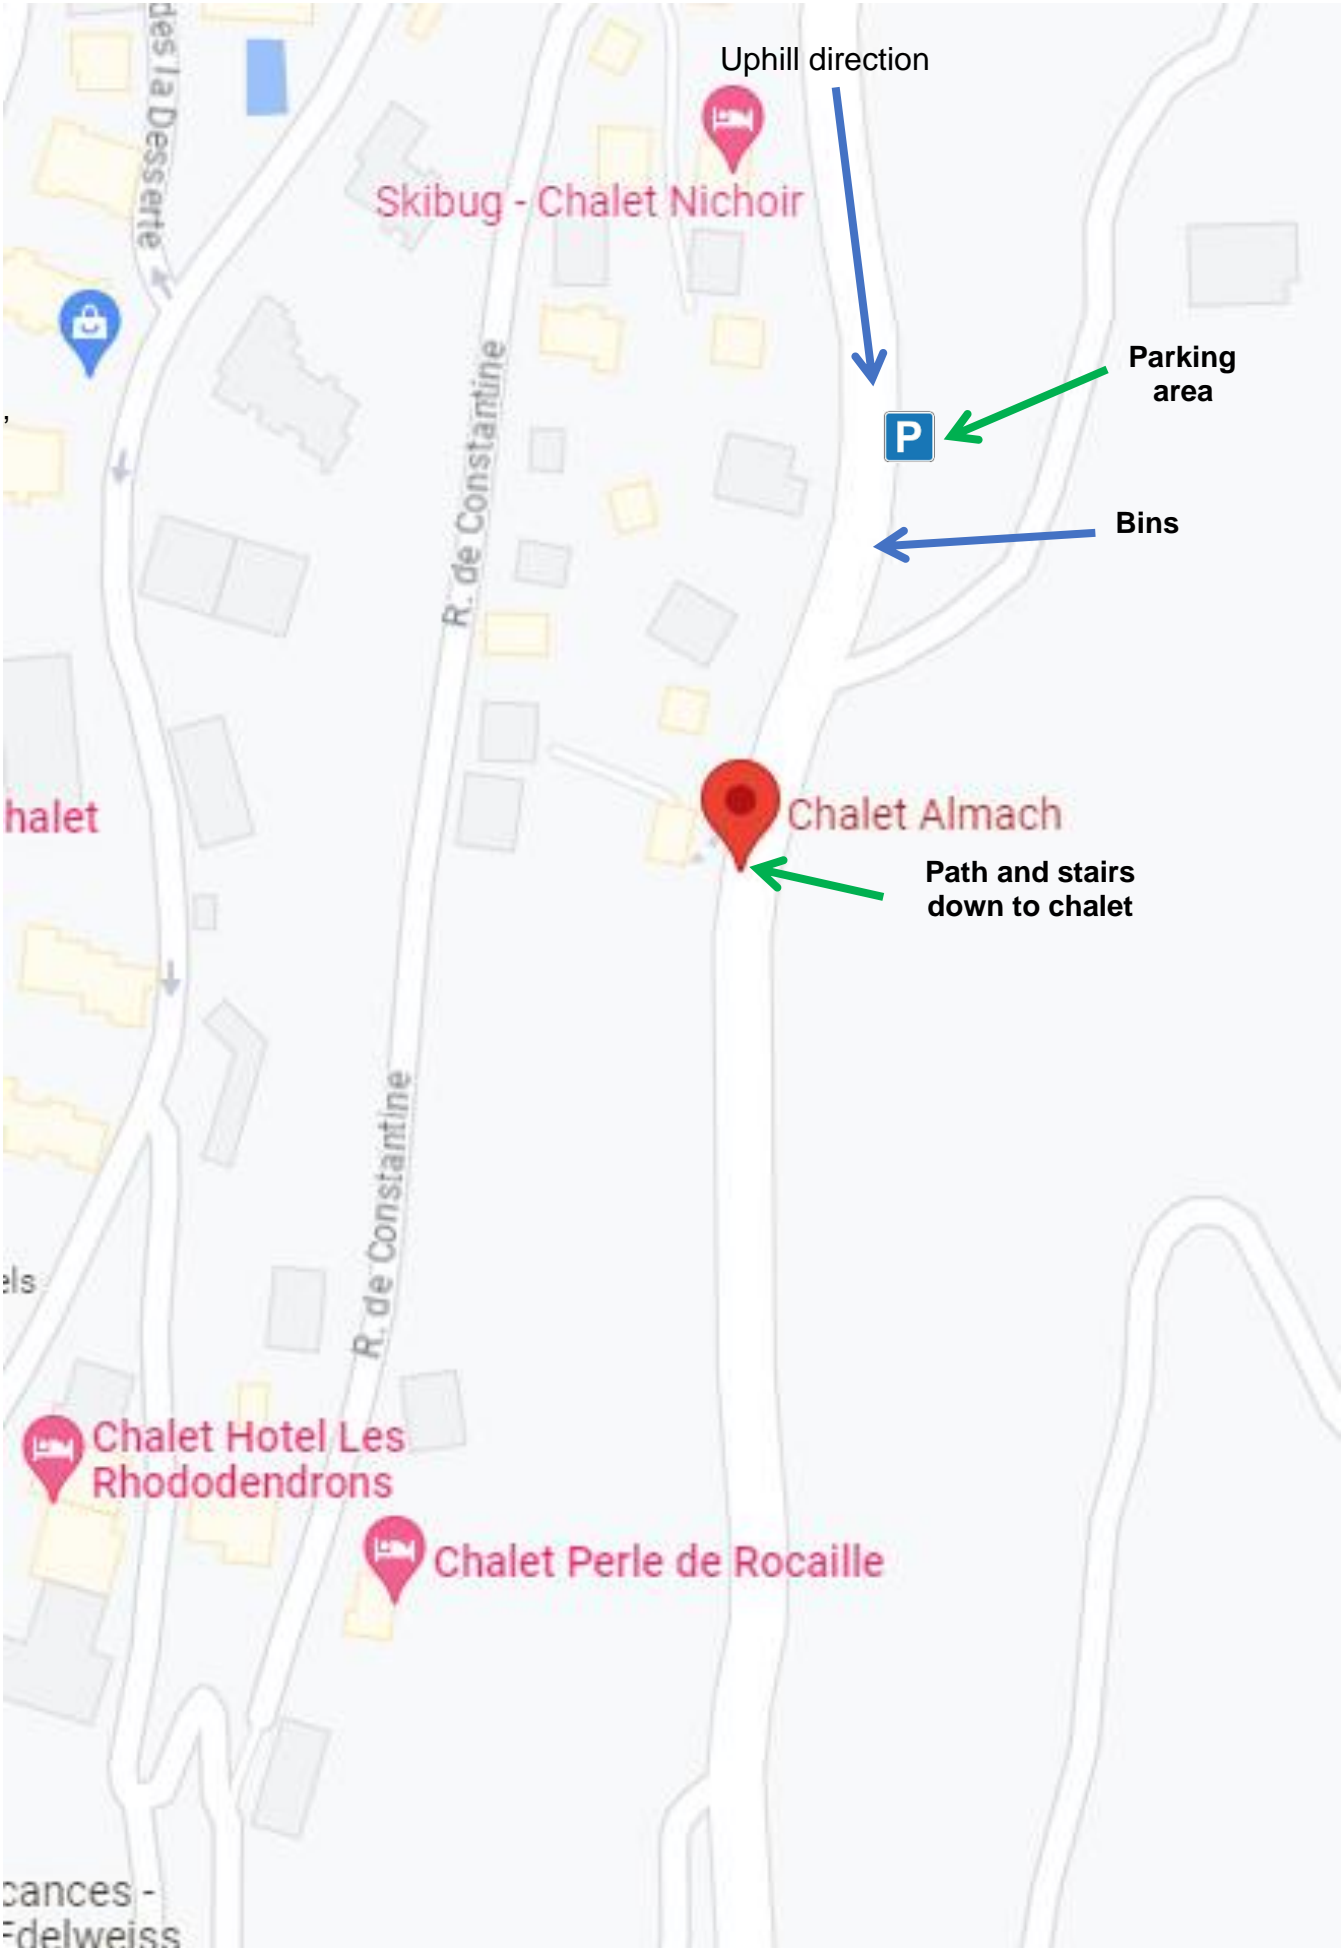 des la Desserte
Uphill direction
Skibug - Chalet Nichoir
Parking
area
,
P
R. de Constantine
Bins
halet
Chalet Almach
Path and stairs
down to chalet
R. de Constantine
els
Chalet Hotel Les
Rhododendrons
Chalet Perle de Rocaille
cances -
Edelweiss